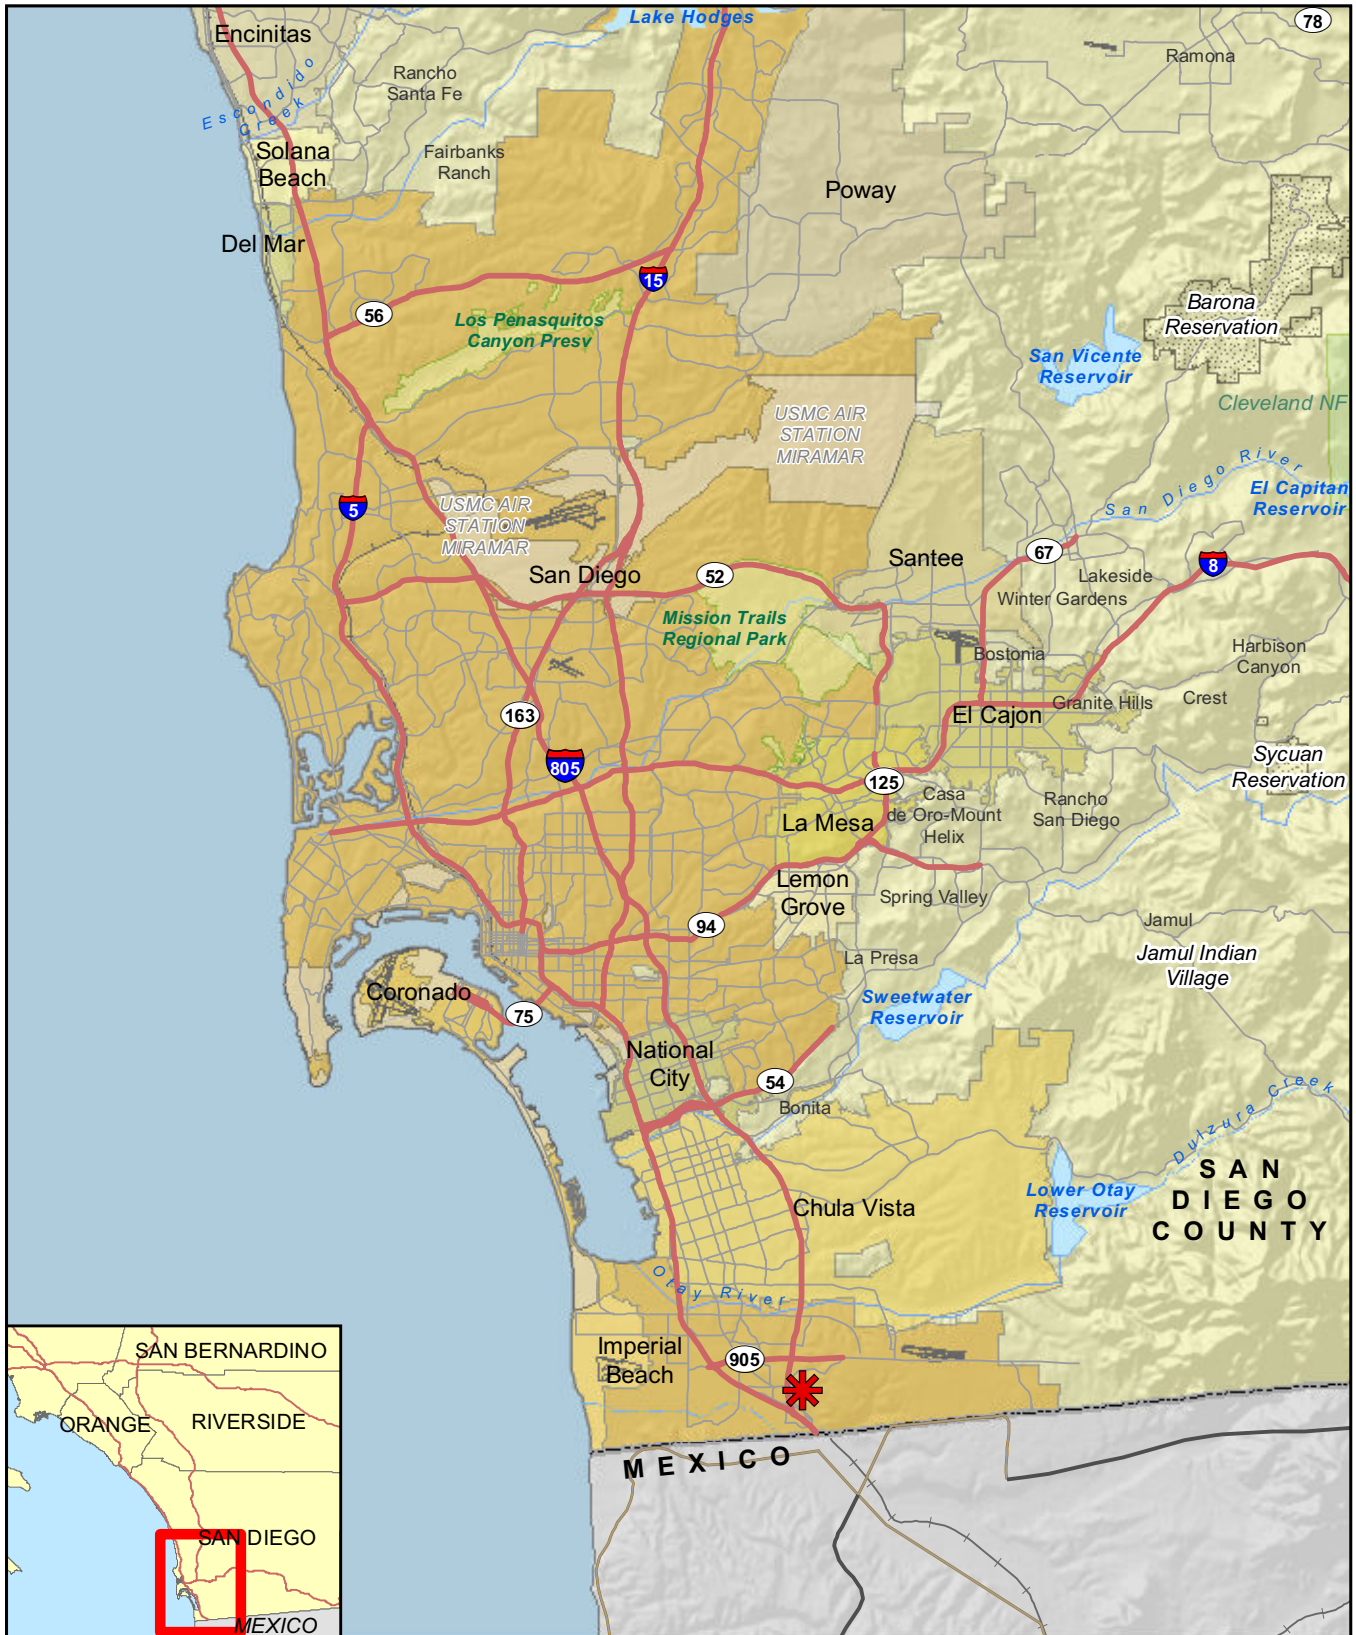 Lake Hodges
78
Encinitas
Ramona
Rancho
Santa Fe
Escondido
Creek
Solana
Beach
Fairbanks
Ranch
Poway
Del Mar
15
56
Barona
Reservation
Los Penasquitos
Canyon Presv
San Vicente
Reservoir
Cleveland NF
USMC AIR
STATION
MIRAMAR
San Diego River
El Capitan
Reservoir
5
USMC AIR
STATION
MIRAMAR
67
8
Santee
San Diego
52
Lakeside
Winter Gardens
Mission Trails
Regional Park
Bostonia
Harbison
Canyon
Granite Hills
Crest
El Cajon
163
805
Sycuan
Reservation
125
Casa
de Oro-Mount
Helix
Rancho
San Diego
La Mesa
Lemon
Grove
Spring Valley
94
Jamul
La Presa
Jamul Indian
Village
Coronado
75
Sweetwater
Reservoir
National
City
54
Bonita
Dulzura Creek
SAN
DIEGO
COUNTY
Lower Otay
Reservoir
Chula Vista
Otay River
Imperial
Beach
905
MEXICO
SAN BERNARDINO
ORANGE
RIVERSIDE
SAN DIEGO
MEXICO